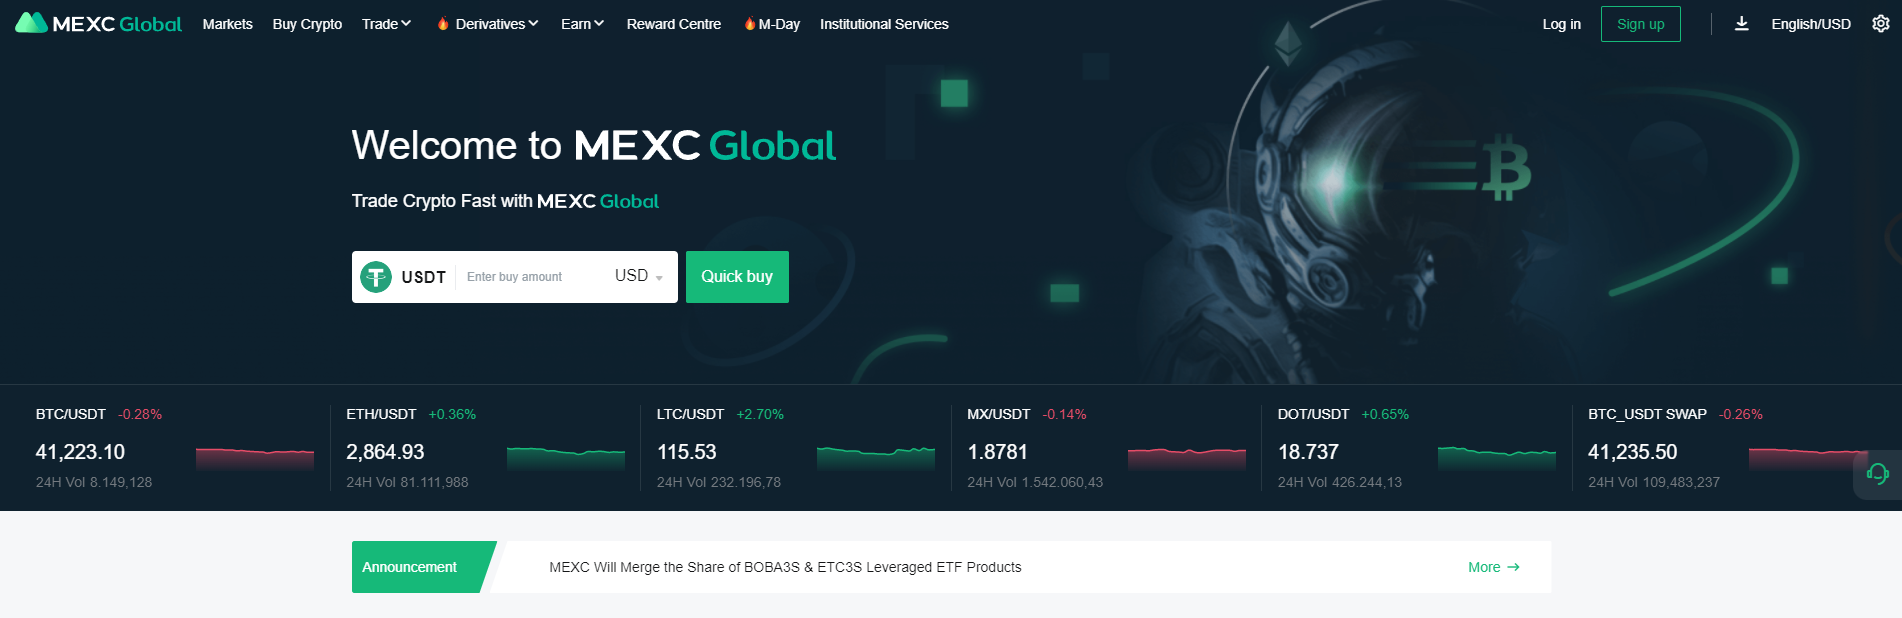 MEXC Global Markets Buy Crypto Trade Derivatives Earn Reward Centre M-Day Institutional Services Log in Sign up English/USD
Welcome to MEXC Global
Trade Crypto Fast with MEXC Global
USDT Enter buy amount USD Quick buy
BTC/USDT -0.28% ETH/USDT +0.36% LTC/USDT +2.70% MX/USDT -0.14% DOT/USDT +0.65% BTC_USDT SWAP -0.26%
41,223.10 2,864.93 115.53 1.8781 18.737 41,235.50
24H Vol 8.149,128 24H Vol 81.111,988 24H Vol 232.196,78 24H Vol 1.542.060,43 24H Vol 426.244,13 24H Vol 109,483,237
Announcement MEXC Will Merge the Share of BOBA3S & ETC3S Leveraged ETF Products More →